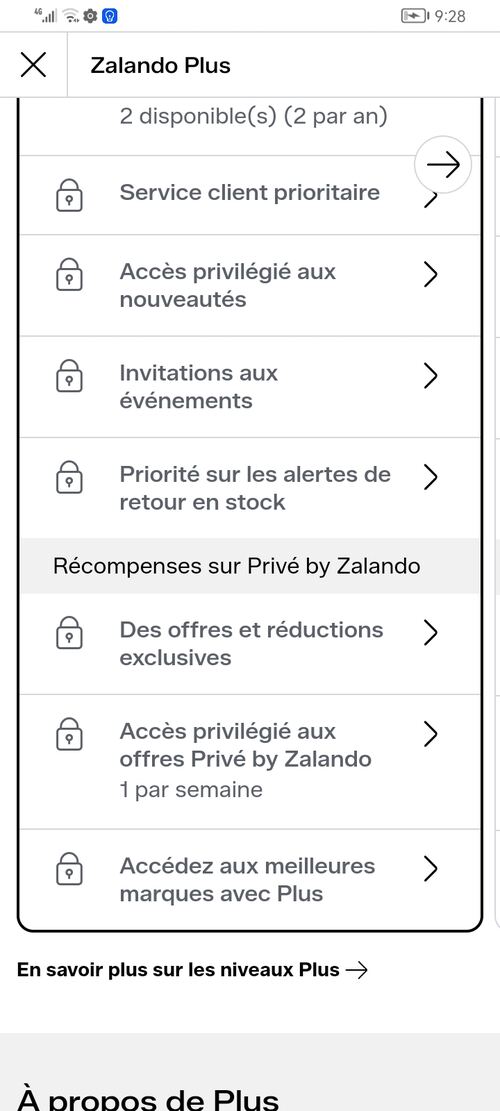 4G
9:28
Zalando Plus
2 disponible(s) (2 par an)
Service client prioritaire
Accès privilégié aux
nouveautés
Invitations aux
événements
Priorité sur les alertes de
retour en stock
Récompenses sur Privé by Zalando
Des offres et réductions
exclusives
Accès privilégié aux
offres Privé by Zalando
1 par semaine
Accédez aux meilleures
marques avec Plus
En savoir plus sur les niveaux Plus
À propos de Plus